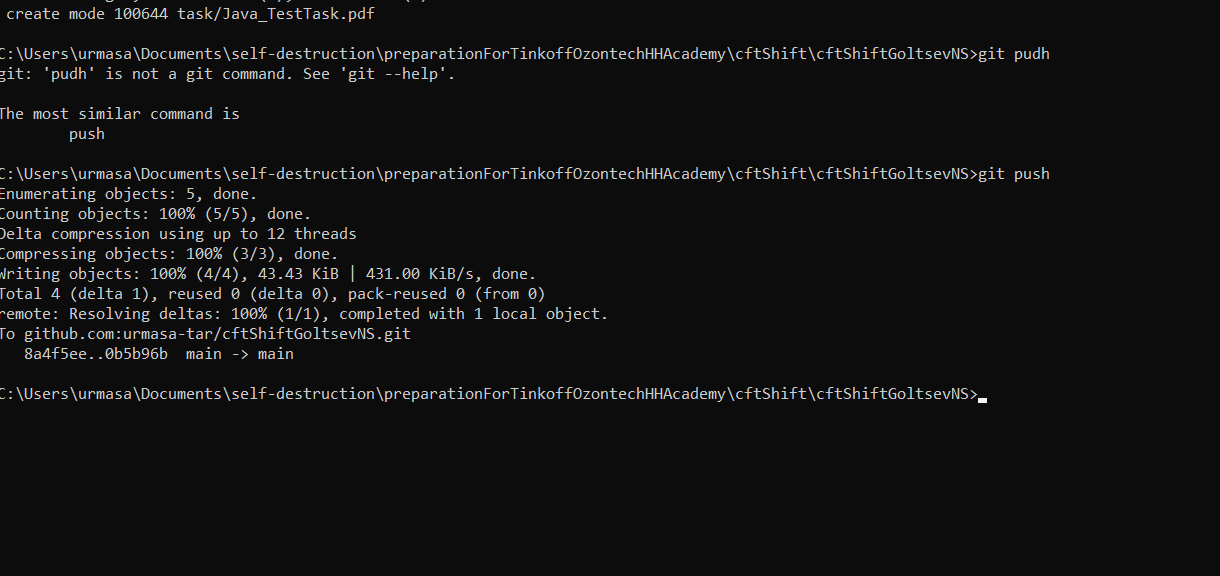 create mode 100644 task/Java_TestTask.pdf
C:\Users\urmasa\Documents\self-destruction\preparationForTinkoffOzontechHHAcademy\cftShift\cftShiftGoltsevNS>git pudh
git: 'pudh' is not a git command. See 'git --help'.
The most similar command is
push
C:\Users\urmasa\Documents\self-destruction\preparationForTinkoffOzontechHHAcademy\cftShift\cftShiftGoltsevNS>git push
Enumerating objects: 5, done.
Counting objects: 100% (5/5), done.
Delta compression using up to 12 threads
Compressing objects: 100% (3/3), done.
Writing objects: 100% (4/4), 43.43 KiB | 431.00 KiB/s, done.
Total 4 (delta 1), reused 0 (delta 0), pack-reused 0 (from 0)
remote: Resolving deltas: 100% (1/1), completed with 1 local object.
To github.com:urmasa-tar/cftShiftGoltsevNS.git
8a4f5ee..0b5b96b  main -> main
C:\Users\urmasa\Documents\self-destruction\preparationForTinkoffOzontechHHAcademy\cftShift\cftShiftGoltsevNS>